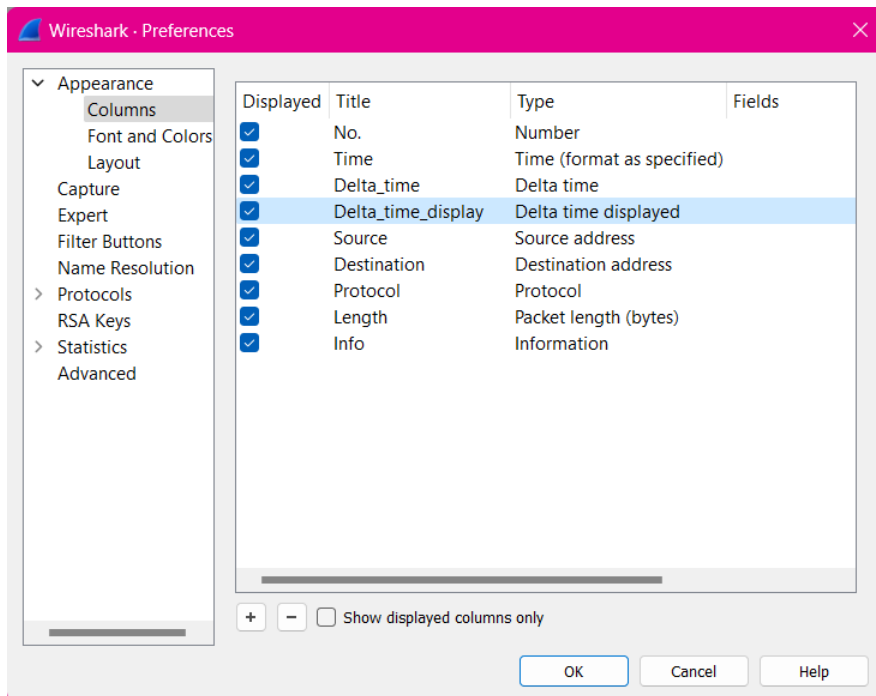 Wireshark · Preferences
Appearance
Columns
Font and Colors
Layout
Capture
Expert
Filter Buttons
Name Resolution
Protocols
RSA Keys
Statistics
Advanced
Displayed Title Type Fields
No. Number
Time Time (format as specified)
Delta_time Delta time
Delta_time_display Delta time displayed
Source Source address
Destination Destination address
Protocol Protocol
Length Packet length (bytes)
Info Information
+ - Show displayed columns only
OK Cancel Help